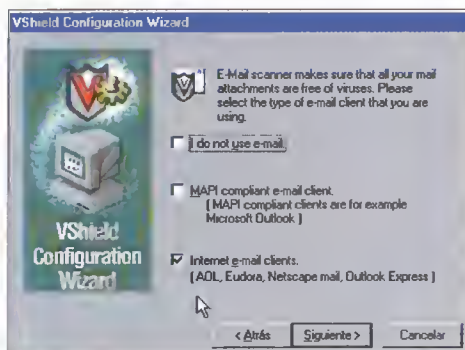 VShield Configuration Wizard
E-Mail scanner makes sure that all your mail
attachments are free of viruses. Please
select the type of e-mail client that you are
using.
I do not use e-mail.
MAPI compliant e-mail client.
( MAPI compliant clients are for example
Microsoft Outlook )
Internet e-mail clients.
(AOL, Eudora, Netscape mail, Outlook Express )
VShield
Configuration
Wizard
< Atrás
Siguiente >
Cancelar